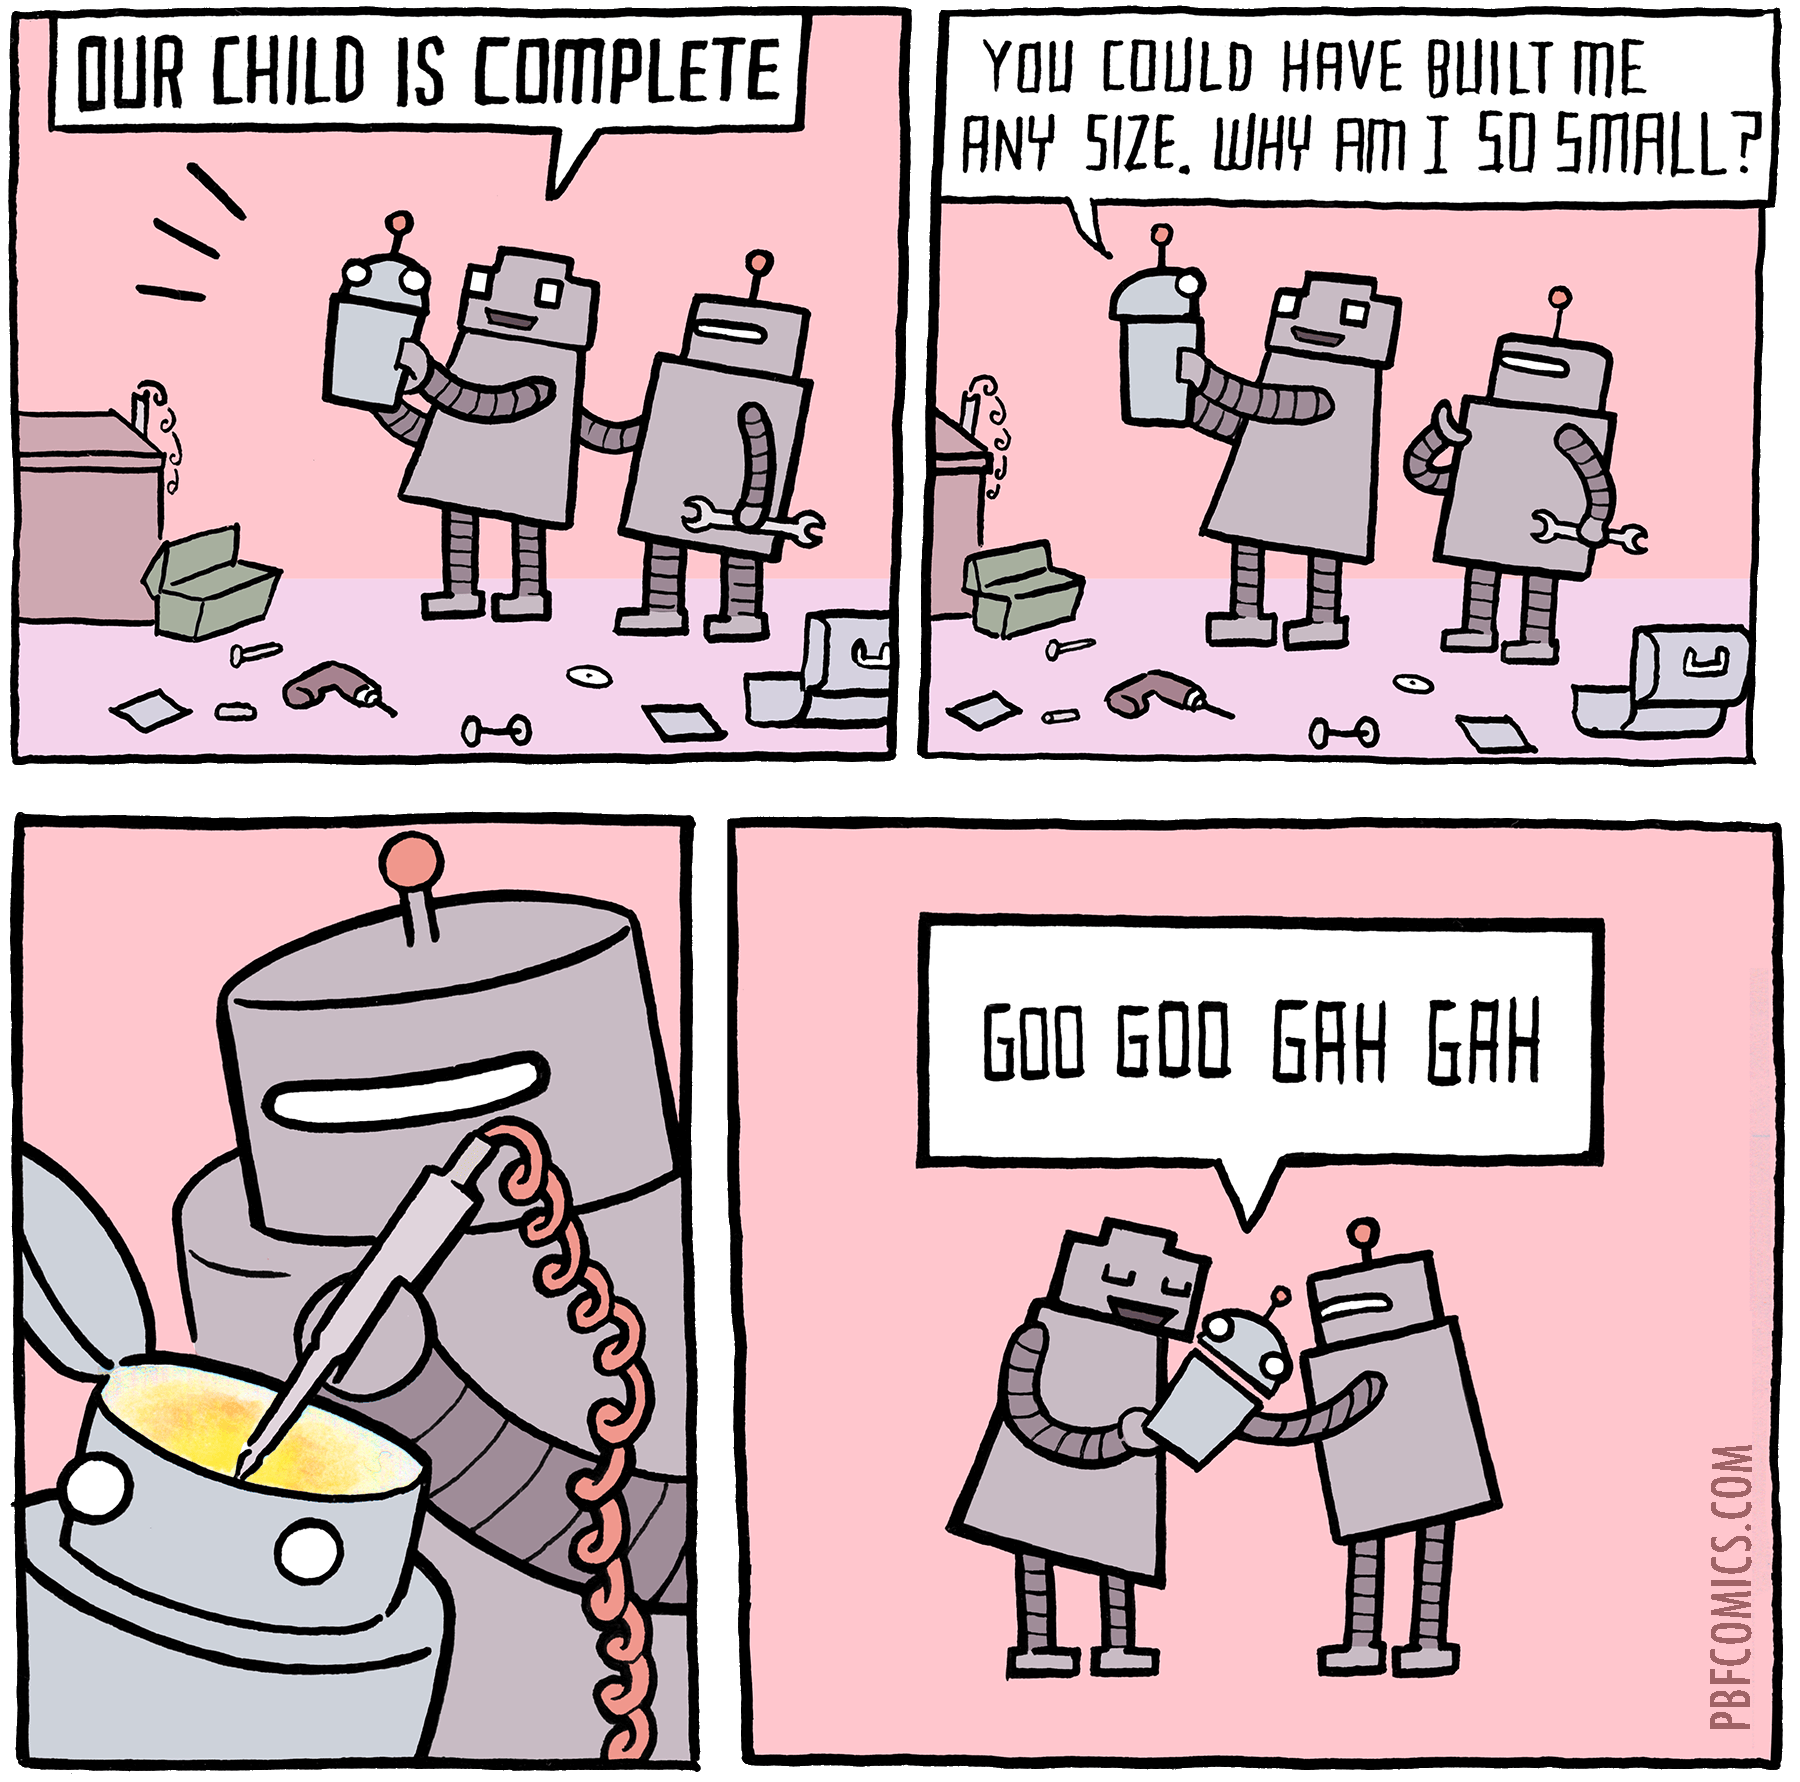 OUR CHILD IS COMPLETE
YOU COULD HAVE BUILT ME
ANY SIZE. WHY AM I SO SMALL?
GOO GOO GAH GAH
PBFCOMICS.COM